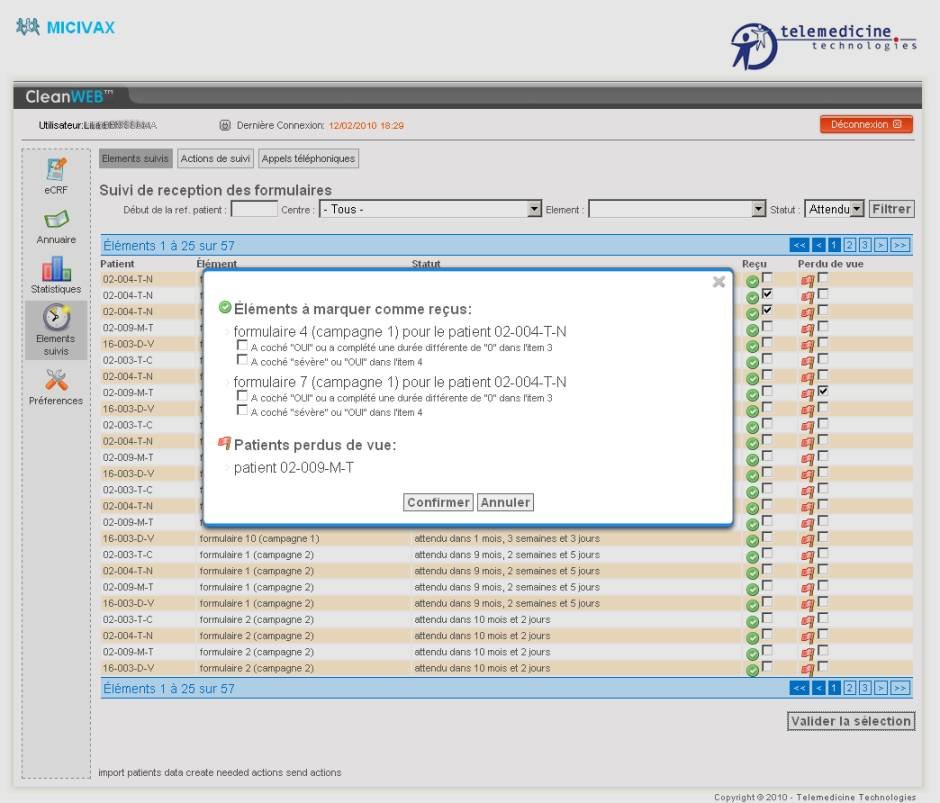 MICIVAX
telemedicine
technologies
CleanWEB™
Utilisateur:
Dernière Connexion: 12/02/2010 18:29
Déconnexion
eCRF
Annuaire
Statistiques
Elements
suivis
Préferences
Elements suivis Actions de suivi Appels téléphoniques
Suivi de reception des formulaires
Début de la ref. patient : Centre : - Tous - Element : Statut : Attendu Filtrer
Éléments 1 à 25 sur 57 << < 1 2 3 > >>
Patient Élément Statut Reçu Perdu de vue
02-004-T-N
02-004-T-N
02-004-T-N
02-009-M-T
16-003-D-V
02-003-T-C
02-004-T-N
02-009-M-T
16-003-D-V
02-003-T-C
02-004-T-N
02-009-M-T
16-003-D-V
02-003-T-C
02-004-T-N
02-009-M-T
Éléments à marquer comme reçus:
formulaire 4 (campagne 1) pour le patient 02-004-T-N
A coché "OUI" ou a complété une durée différente de "0" dans l'item 3
A coché "sévère" ou "OUI" dans l'item 4
formulaire 7 (campagne 1) pour le patient 02-004-T-N
A coché "OUI" ou a complété une durée différente de "0" dans l'item 3
A coché "sévère" ou "OUI" dans l'item 4
Patients perdus de vue:
patient 02-009-M-T
Confirmer Annuler
16-003-D-V formulaire 10 (campagne 1) attendu dans 1 mois, 3 semaines et 3 jours
02-003-T-C formulaire 1 (campagne 2) attendu dans 9 mois, 2 semaines et 5 jours
02-004-T-N formulaire 1 (campagne 2) attendu dans 9 mois, 2 semaines et 5 jours
02-009-M-T formulaire 1 (campagne 2) attendu dans 9 mois, 2 semaines et 5 jours
16-003-D-V formulaire 1 (campagne 2) attendu dans 9 mois, 2 semaines et 5 jours
02-003-T-C formulaire 2 (campagne 2) attendu dans 10 mois et 2 jours
02-004-T-N formulaire 2 (campagne 2) attendu dans 10 mois et 2 jours
02-009-M-T formulaire 2 (campagne 2) attendu dans 10 mois et 2 jours
16-003-D-V formulaire 2 (campagne 2) attendu dans 10 mois et 2 jours
Éléments 1 à 25 sur 57 << < 1 2 3 > >>
Valider la sélection
import patients data create needed actions send actions
Copyright © 2010 - Telemedicine Technologies